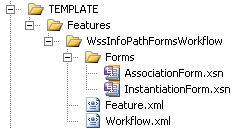 TEMPLATE
Features
WssInfoPathFormsWorkflow
Forms
AssociationForm.xsn
InstantiationForm.xsn
Feature.xml
Workflow.xml